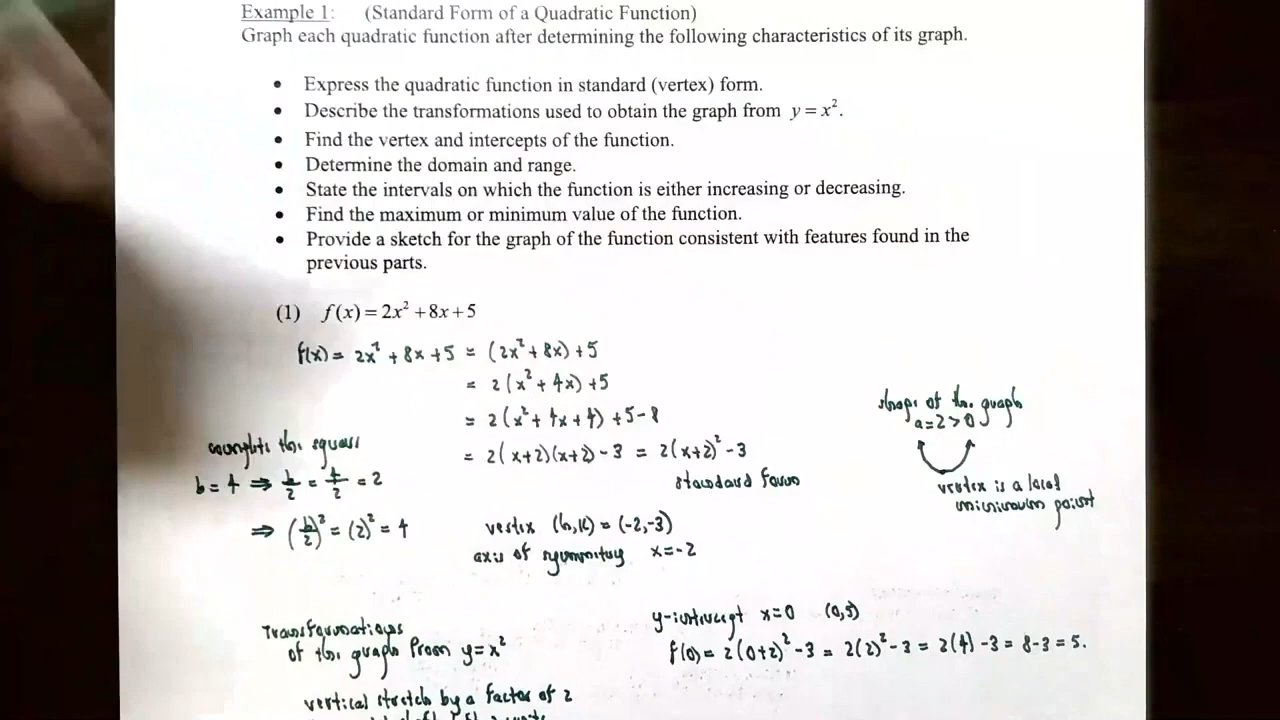 Example 1: (Standard Form of a Quadratic Function)
Graph each quadratic function after determining the following characteristics of its graph.
• Express the quadratic function in standard (vertex) form.
• Describe the transformations used to obtain the graph from y = x².
• Find the vertex and intercepts of the function.
• Determine the domain and range.
• State the intervals on which the function is either increasing or decreasing.
• Find the maximum or minimum value of the function.
• Provide a sketch for the graph of the function consistent with features found in the
previous parts.
(1) f(x) = 2x² + 8x + 5
f(x) = 2x² + 8x + 5 = (2x² + 8x) + 5
= 2(x² + 4x) + 5
= 2(x² + 4x + 4) + 5 - 8
= 2(x+2)(x+2) - 3 = 2(x+2)² - 3
standard form
complete the square
b = 4 ⇒ b/2 = 4/2 = 2
⇒ (b/2)² = (2)² = 4
vertex (h,k) = (-2,-3)
axis of symmetry x = -2
shape of the graph
a = 2 > 0
vertex is a local
minimum point
Transformations
of the graph from y = x²
vertical stretch by a factor of 2
y-intercept x = 0 (0,5)
f(0) = 2(0+2)² - 3 = 2(2)² - 3 = 2(4) - 3 = 8 - 3 = 5.